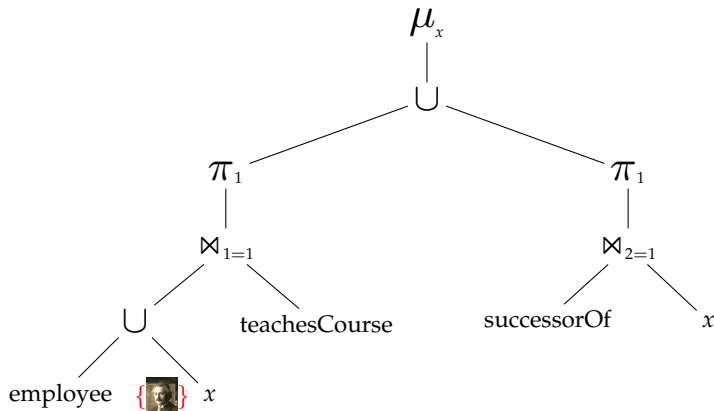 μx
∪
π1 π1
⋈1=1 ⋈2=1
∪ teachesCourse successorOf x
employee { } x